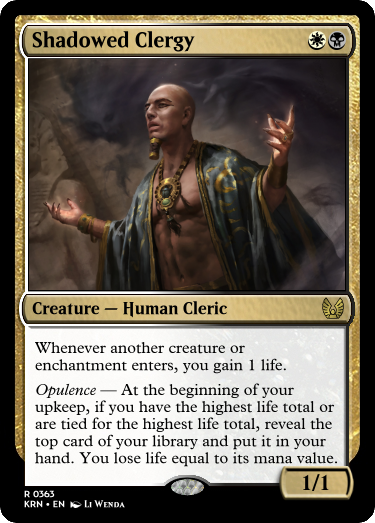 Shadowed Clergy
Creature — Human Cleric
Whenever another creature or
enchantment enters, you gain 1 life.
Opulence — At the beginning of your
upkeep, if you have the highest life total or
are tied for the highest life total, reveal the
top card of your library and put it in your
hand. You lose life equal to its mana value.
1/1
R 0363
KRN • EN Li Wenda